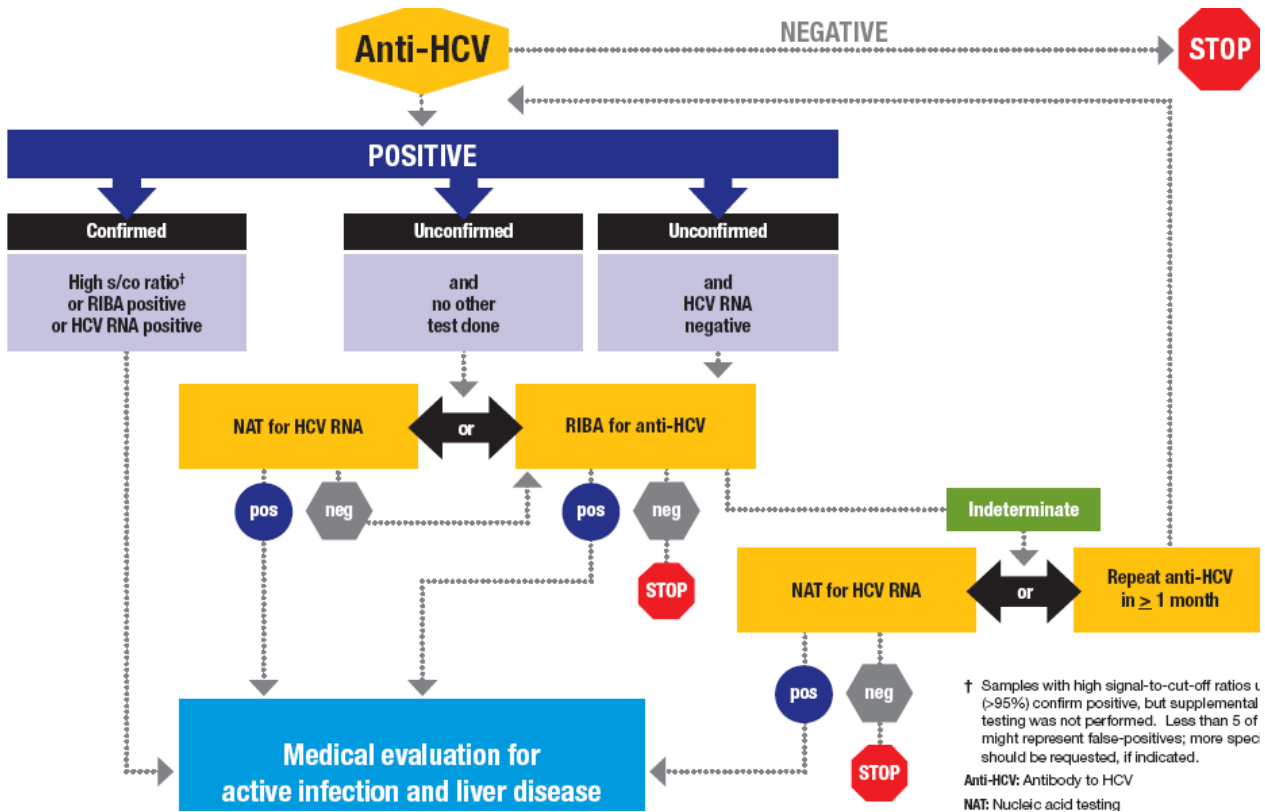 Anti-HCV
NEGATIVE
STOP
POSITIVE
Confirmed
High s/co ratio†
or RIBA positive
or HCV RNA positive
Unconfirmed
and
no other
test done
Unconfirmed
and
HCV RNA
negative
NAT for HCV RNA
or
RIBA for anti-HCV
pos
neg
pos
neg
STOP
Indeterminate
NAT for HCV RNA
or
Repeat anti-HCV
in ≥ 1 month
pos
neg
STOP
Medical evaluation for
active infection and liver disease
† Samples with high signal-to-cut-off ratios
(>95%) confirm positive, but supplemental
testing was not performed. Less than 5 of
might represent false-positives; more
should be requested, if indicated.
Anti-HCV: Antibody to HCV
NAT: Nucleic acid testing